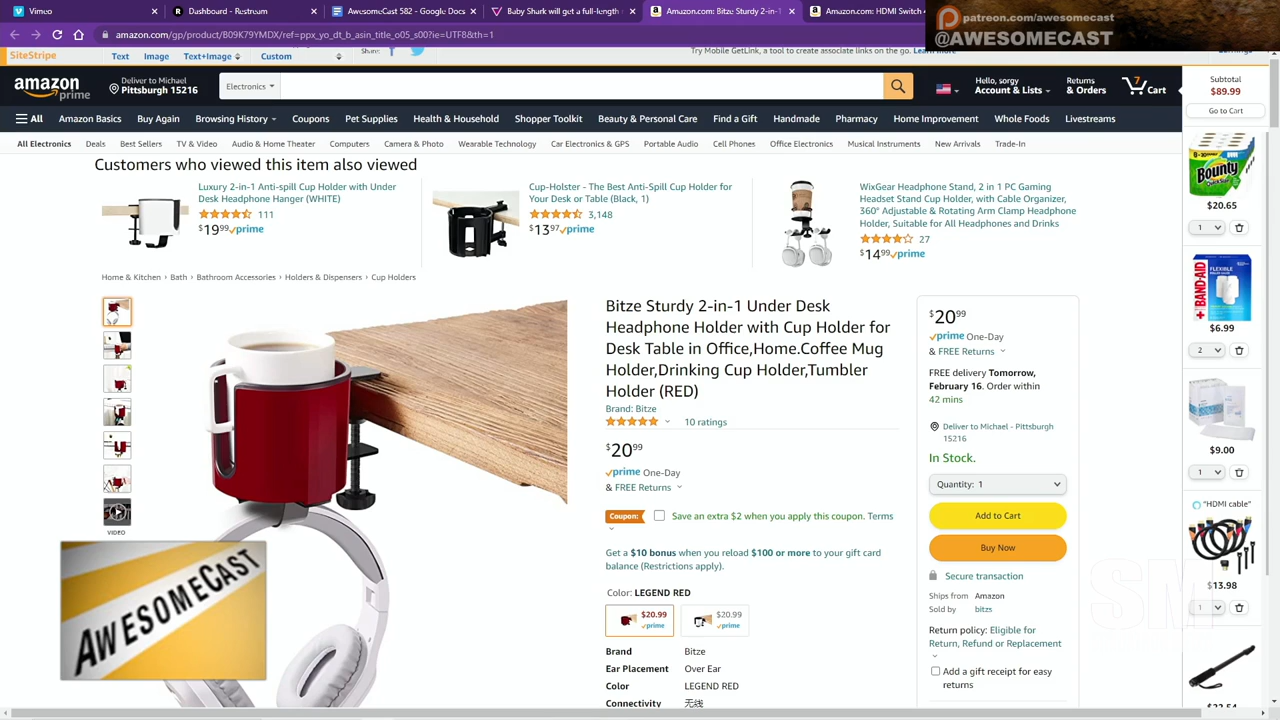 Vimeo
Dashboard - Restream
AwesomeCast 582 - Google Docs
Baby Shark will get a full-length
Amazon.com: Bitze Sturdy 2-in-1
Amazon.com: HDMI Switch
patreon.com/awesomecast
@AWESOMECAST
amazon.com/gp/product/B09K79YMDX/ref=ppx_yo_dt_b_asin_title_o05_s00?ie=UTF8&th=1
SiteStripe
Text
Image
Text+Image
Custom
Share:
Try Mobile GetLink, a tool to create associate links on the go. Learn more
Earnings
amazon
prime
Deliver to Michael
Pittsburgh 15216
Electronics
Hello, sorgy
Account & Lists
Returns
& Orders
7
Cart
Subtotal
$89.99
Go to Cart
All
Amazon Basics
Buy Again
Browsing History
Coupons
Pet Supplies
Health & Household
Shopper Toolkit
Beauty & Personal Care
Find a Gift
Handmade
Pharmacy
Home Improvement
Whole Foods
Livestreams
All Electronics
Deals
Best Sellers
TV & Video
Audio & Home Theater
Computers
Camera & Photo
Wearable Technology
Car Electronics & GPS
Portable Audio
Cell Phones
Office Electronics
Musical Instruments
New Arrivals
Trade-In
Customers who viewed this item also viewed
Luxury 2-in-1 Anti-spill Cup Holder with Under
Desk Headphone Hanger (WHITE)
111
$19.99 prime
Cup-Holster - The Best Anti-Spill Cup Holder for
Your Desk or Table (Black, 1)
3,148
$13.97 prime
WixGear Headphone Stand, 2 in 1 PC Gaming
Headset Stand Cup Holder, with Cable Organizer,
360° Adjustable & Rotating Arm Clamp Headphone
Holder, Suitable for All Headphones and Drinks
27
$14.99 prime
Home & Kitchen › Bath › Bathroom Accessories › Holders & Dispensers › Cup Holders
VIDEO
AWESOMECAST
Bitze Sturdy 2-in-1 Under Desk
Headphone Holder with Cup Holder for
Desk Table in Office,Home.Coffee Mug
Holder,Drinking Cup Holder,Tumbler
Holder (RED)
Brand: Bitze
10 ratings
$20.99
prime One-Day
& FREE Returns
Coupon:
Save an extra $2 when you apply this coupon. Terms
Get a $10 bonus when you reload $100 or more to your gift card
balance (Restrictions apply).
Color: LEGEND RED
$20.99
prime
$20.99
prime
Brand Bitze
Ear Placement Over Ear
Color LEGEND RED
Connectivity 无线
$20.99
prime One-Day
& FREE Returns
FREE delivery Tomorrow,
February 16. Order within
42 mins
Deliver to Michael - Pittsburgh
15216
In Stock.
Quantity: 1
Add to Cart
Buy Now
Secure transaction
Ships from Amazon
Sold by bitzs
Return policy: Eligible for
Return, Refund or Replacement
Add a gift receipt for easy
returns
SM
Bounty
$20.65
1
BAND-AID
FLEXIBLE
$6.99
2
$9.00
1
"HDMI cable"
$13.98
1